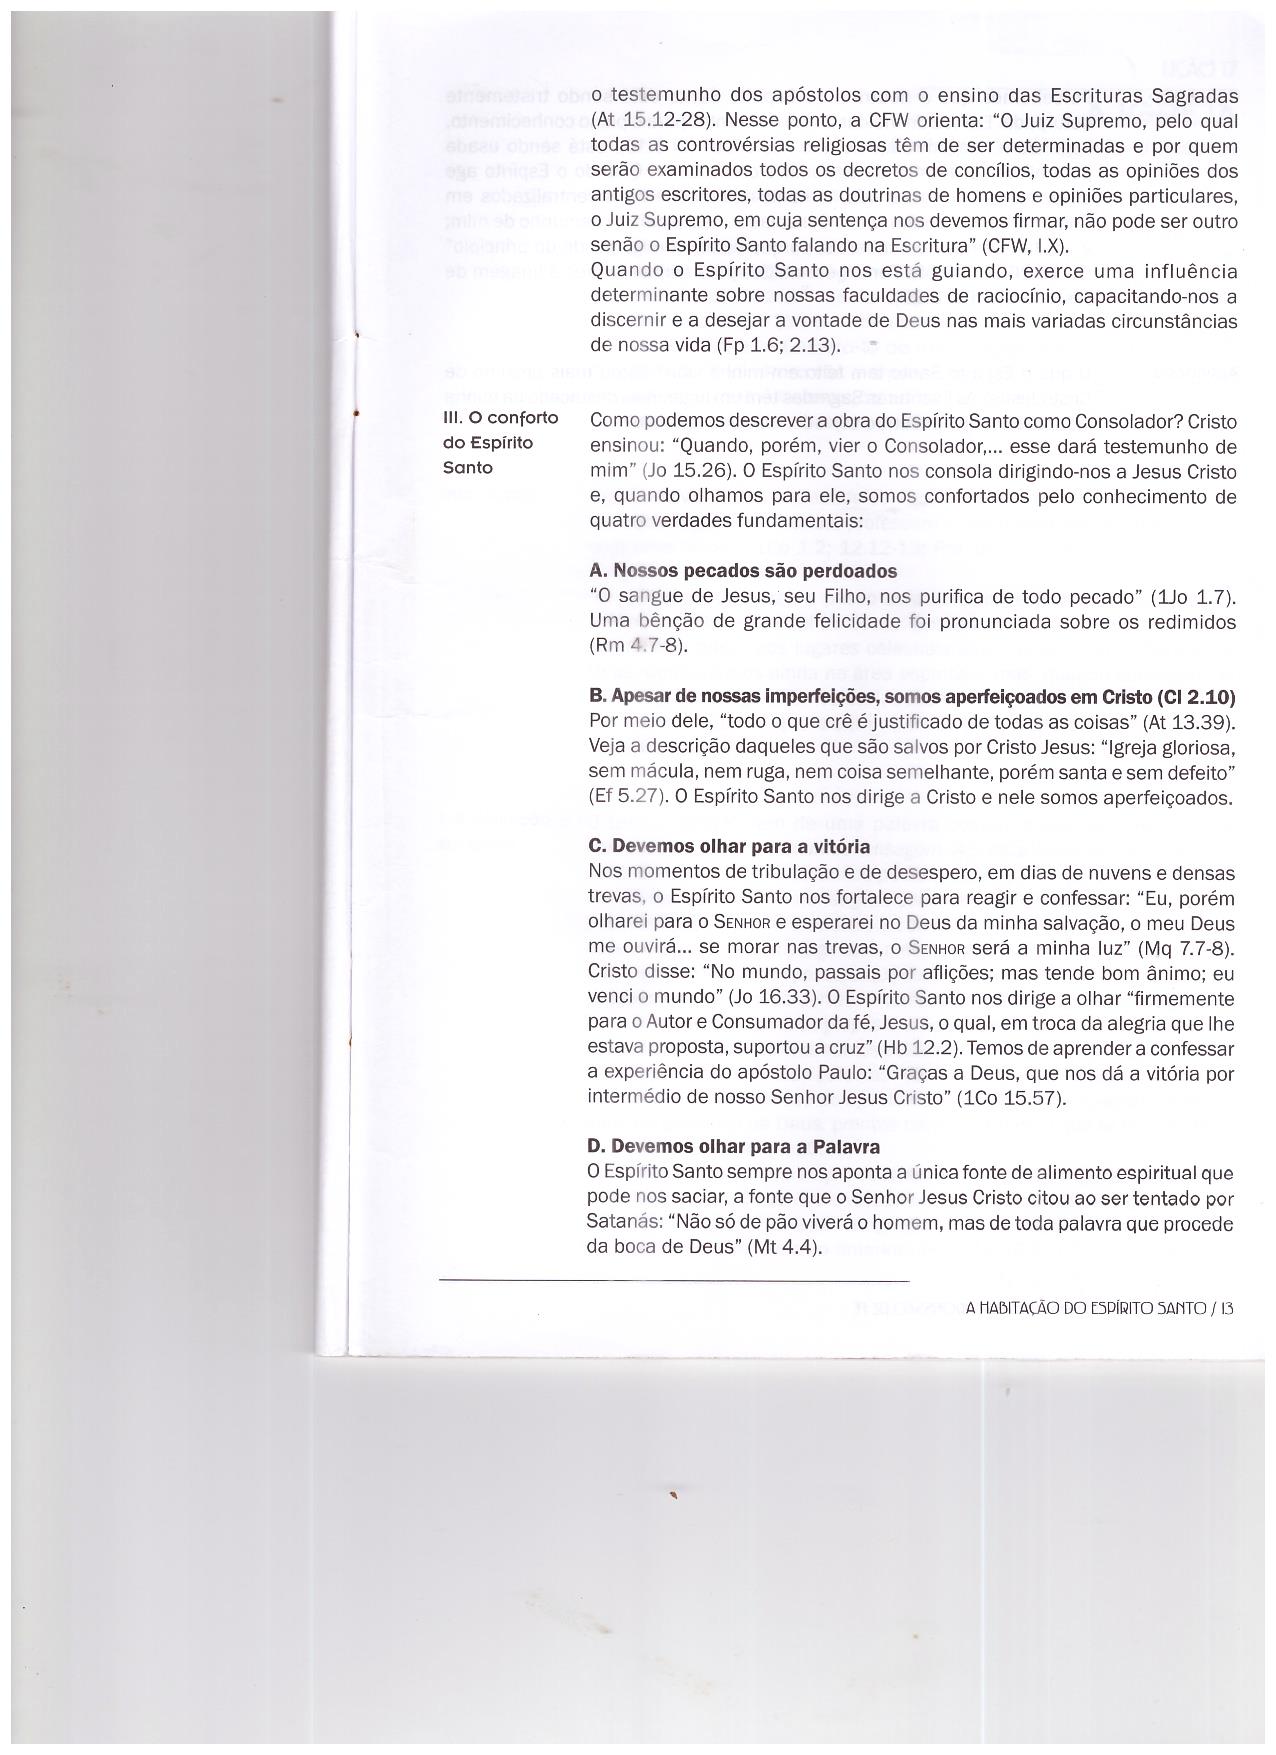 o testemunho dos apóstolos com o ensino das Escrituras Sagradas
(At 15.12-28). Nesse ponto, a CFW orienta: “O Juiz Supremo, pelo qual
todas as controvérsias religiosas têm de ser determinadas e por quem
serão examinados todos os decretos de concílios, todas as opiniões dos
antigos escritores, todas as doutrinas de homens e opiniões particulares,
o Juiz Supremo, em cuja sentença nos devemos firmar, não pode ser outro
senão o Espírito Santo falando na Escritura” (CFW, I.X).
Quando o Espírito Santo nos está guiando, exerce uma influência
determinante sobre nossas faculdades de raciocínio, capacitando-nos a
discernir e a desejar a vontade de Deus nas mais variadas circunstâncias
de nossa vida (Fp 1.6; 2.13).
III. O conforto
do Espírito
Santo
Como podemos descrever a obra do Espírito Santo como Consolador? Cristo
ensinou: “Quando, porém, vier o Consolador,... esse dará testemunho de
mim” (Jo 15.26). O Espírito Santo nos consola dirigindo-nos a Jesus Cristo
e, quando olhamos para ele, somos confortados pelo conhecimento de
quatro verdades fundamentais:
A. Nossos pecados são perdoados
“O sangue de Jesus, seu Filho, nos purifica de todo pecado” (1Jo 1.7).
Uma bênção de grande felicidade foi pronunciada sobre os redimidos
(Rm 4.7-8).
B. Apesar de nossas imperfeições, somos aperfeiçoados em Cristo (Cl 2.10)
Por meio dele, “todo o que crê é justificado de todas as coisas” (At 13.39).
Veja a descrição daqueles que são salvos por Cristo Jesus: “Igreja gloriosa,
sem mácula, nem ruga, nem coisa semelhante, porém santa e sem defeito”
(Ef 5.27). O Espírito Santo nos dirige a Cristo e nele somos aperfeiçoados.
C. Devemos olhar para a vitória
Nos momentos de tribulação e de desespero, em dias de nuvens e densas
trevas, o Espírito Santo nos fortalece para reagir e confessar: “Eu, porém
olharei para o SENHOR e esperarei no Deus da minha salvação, o meu Deus
me ouvirá... se morar nas trevas, o SENHOR será a minha luz” (Mq 7.7-8).
Cristo disse: “No mundo, passais por aflições; mas tende bom ânimo; eu
venci o mundo” (Jo 16.33). O Espírito Santo nos dirige a olhar “firmemente
para o Autor e Consumador da fé, Jesus, o qual, em troca da alegria que lhe
estava proposta, suportou a cruz” (Hb 12.2). Temos de aprender a confessar
a experiência do apóstolo Paulo: “Graças a Deus, que nos dá a vitória por
intermédio de nosso Senhor Jesus Cristo” (1Co 15.57).
D. Devemos olhar para a Palavra
O Espírito Santo sempre nos aponta a única fonte de alimento espiritual que
pode nos saciar, a fonte que o Senhor Jesus Cristo citou ao ser tentado por
Satanás: “Não só de pão viverá o homem, mas de toda palavra que procede
da boca de Deus” (Mt 4.4).
A HABITAÇÃO DO ESPÍRITO SANTO / 13